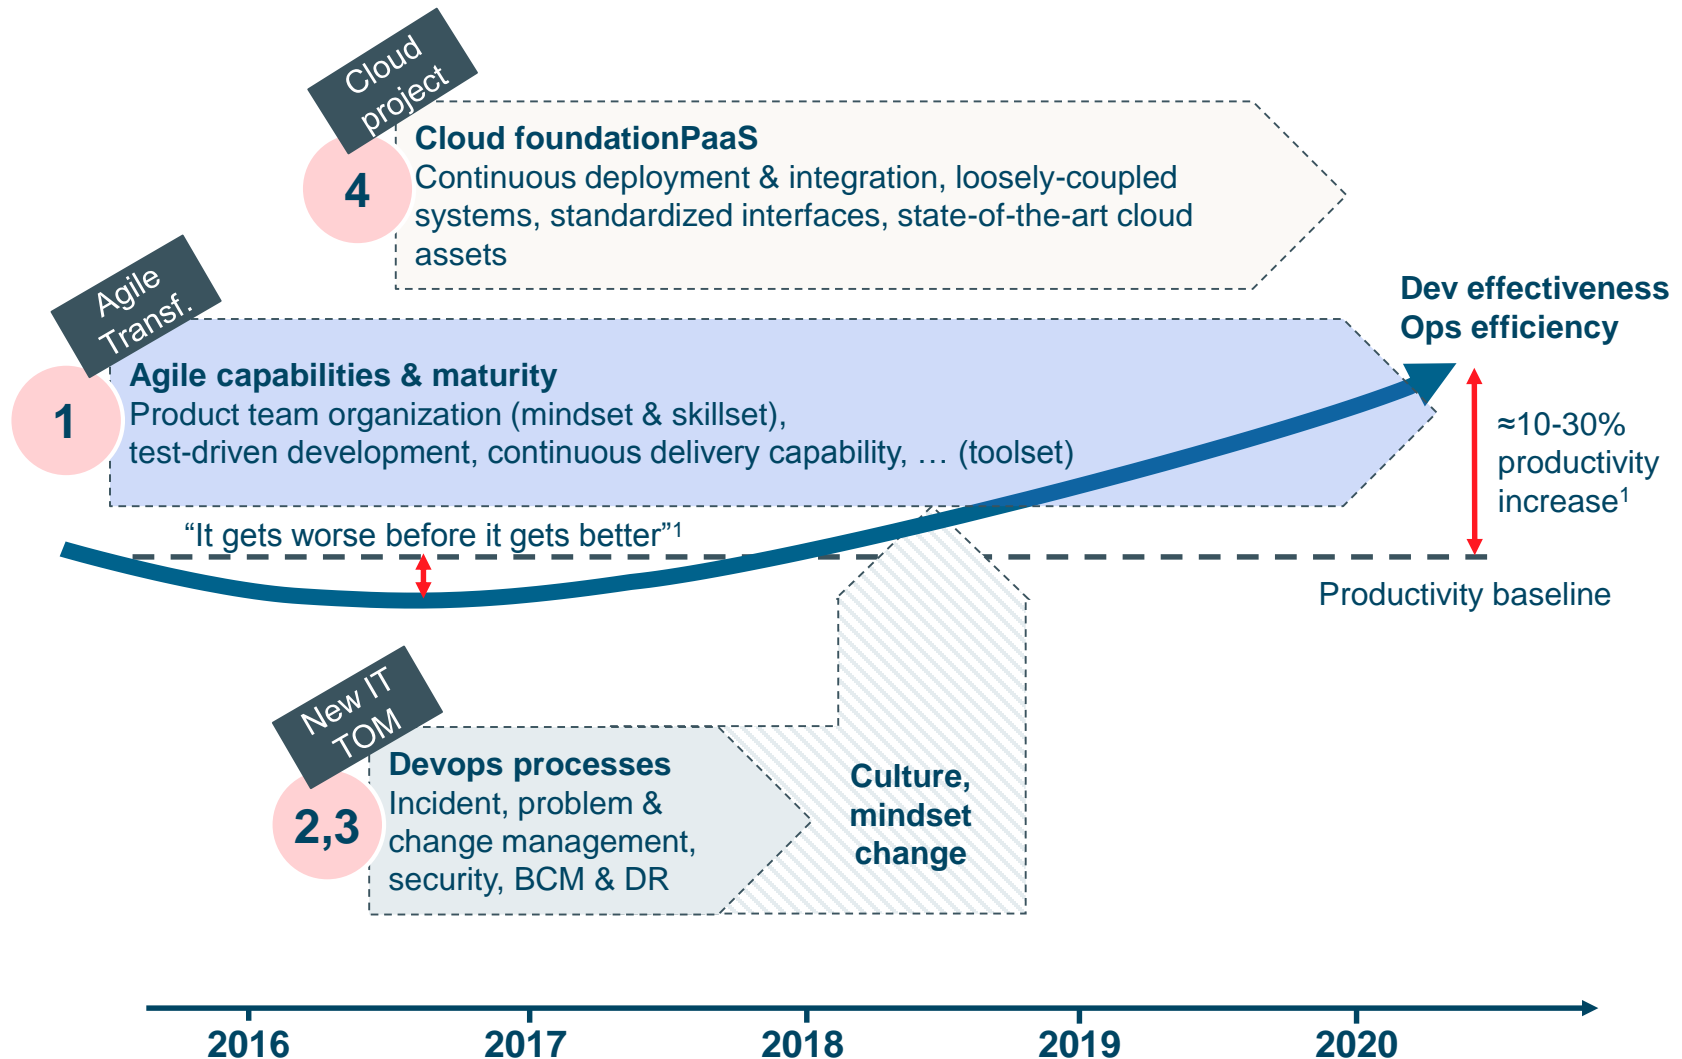 Cloud
project
4
Cloud foundationPaaS
Continuous deployment & integration, loosely-coupled
systems, standardized interfaces, state-of-the-art cloud
assets
Agile
Transf.
1
Agile capabilities & maturity
Product team organization (mindset & skillset),
test-driven development, continuous delivery capability, … (toolset)
Dev effectiveness
Ops efficiency
≈10-30%
productivity
increase¹
“It gets worse before it gets better”¹
Productivity baseline
New IT
TOM
2,3
Devops processes
Incident, problem &
change management,
security, BCM & DR
Culture,
mindset
change
2016
2017
2018
2019
2020